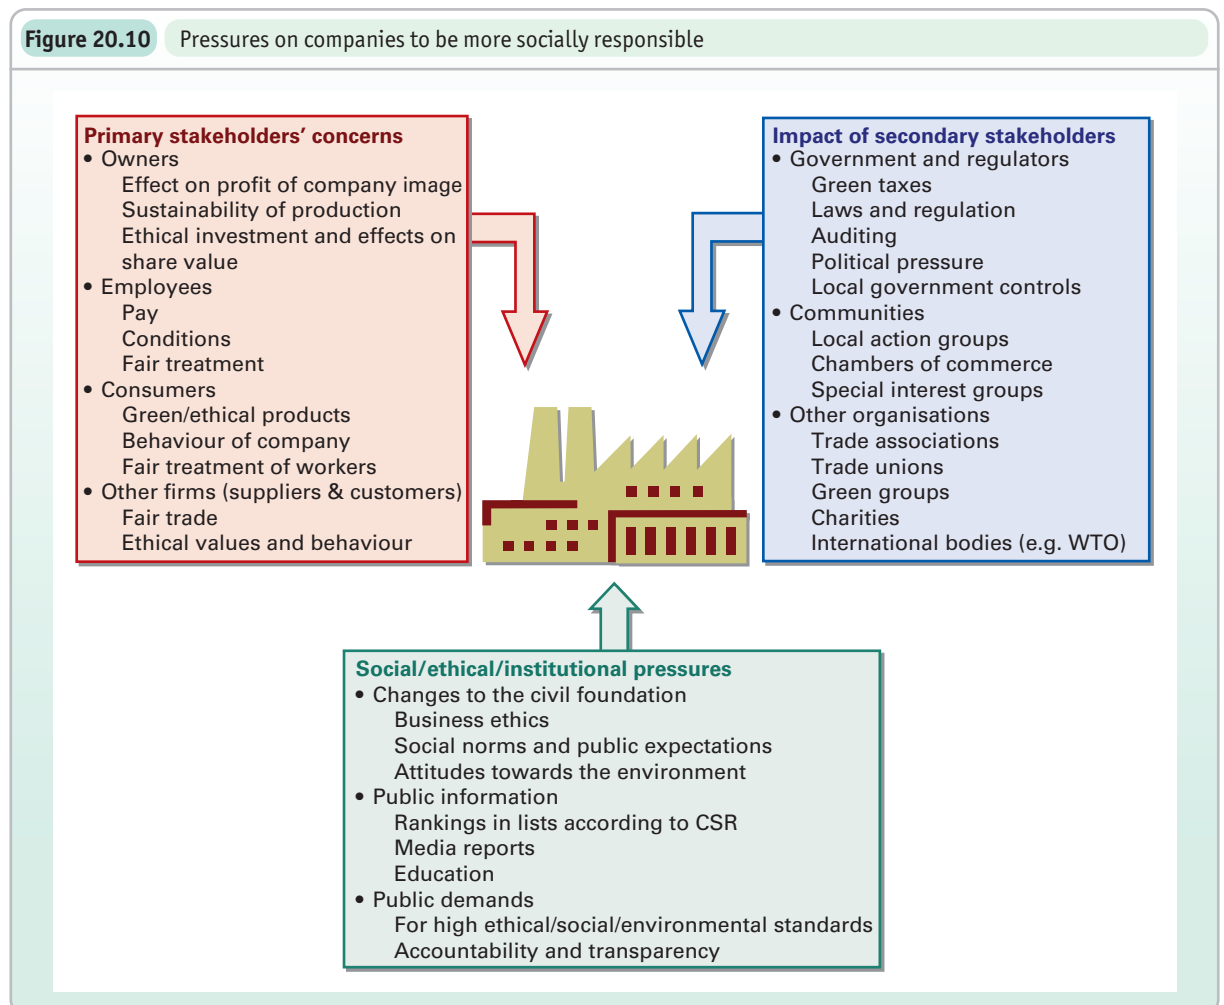 Figure 20.10 Pressures on companies to be more socially responsible
Primary stakeholders’ concerns
• Owners
Effect on profit of company image
Sustainability of production
Ethical investment and effects on
share value
• Employees
Pay
Conditions
Fair treatment
• Consumers
Green/ethical products
Behaviour of company
Fair treatment of workers
• Other firms (suppliers & customers)
Fair trade
Ethical values and behaviour
Impact of secondary stakeholders
• Government and regulators
Green taxes
Laws and regulation
Auditing
Political pressure
Local government controls
• Communities
Local action groups
Chambers of commerce
Special interest groups
• Other organisations
Trade associations
Trade unions
Green groups
Charities
International bodies (e.g. WTO)
Social/ethical/institutional pressures
• Changes to the civil foundation
Business ethics
Social norms and public expectations
Attitudes towards the environment
• Public information
Rankings in lists according to CSR
Media reports
Education
• Public demands
For high ethical/social/environmental standards
Accountability and transparency